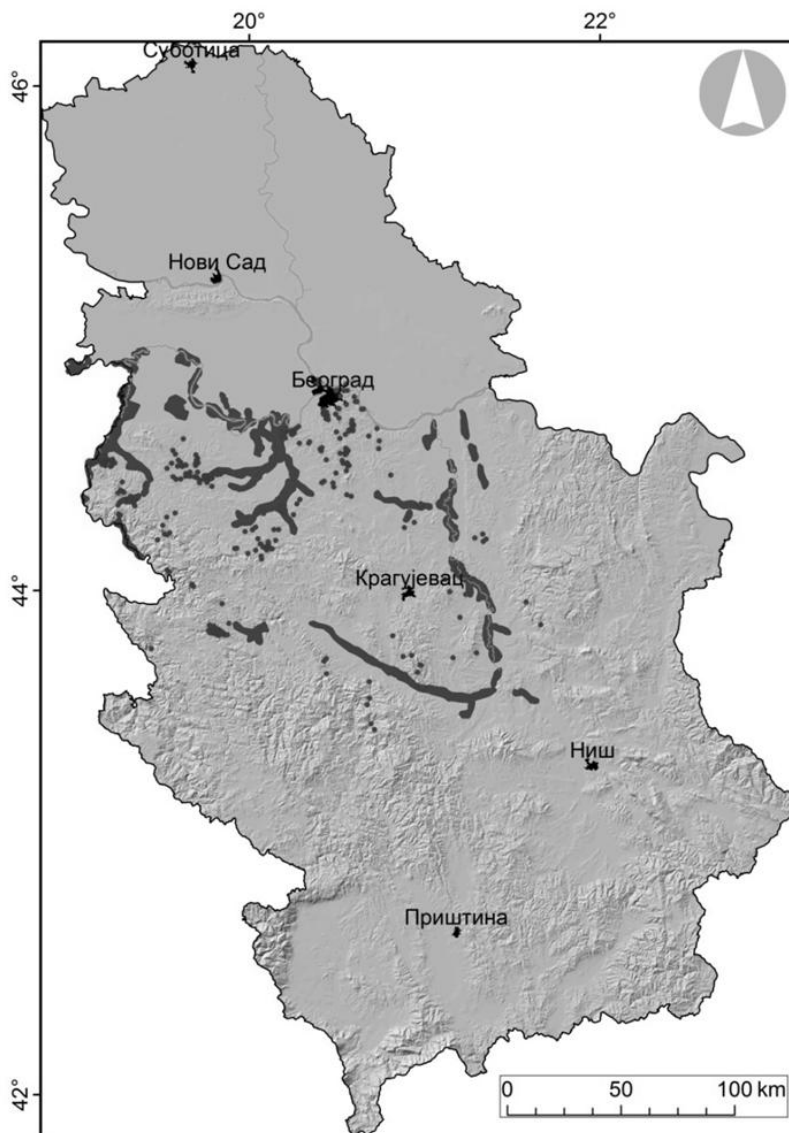 20° 22°
Суботица
46°
Нови Сад
Београд
44°
Крагујевац
Ниш
Приштина
42°
0 50 100 km